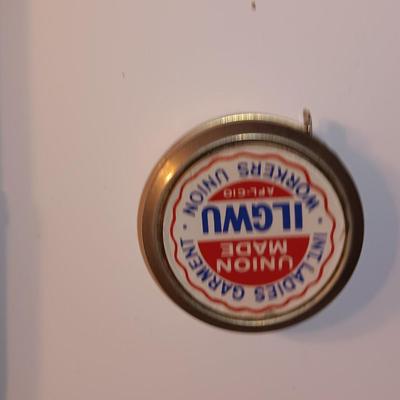 INT. LADIES GARMENT • WORKERS UNION •
UNION
MADE
ILGWU
AFL-CIO